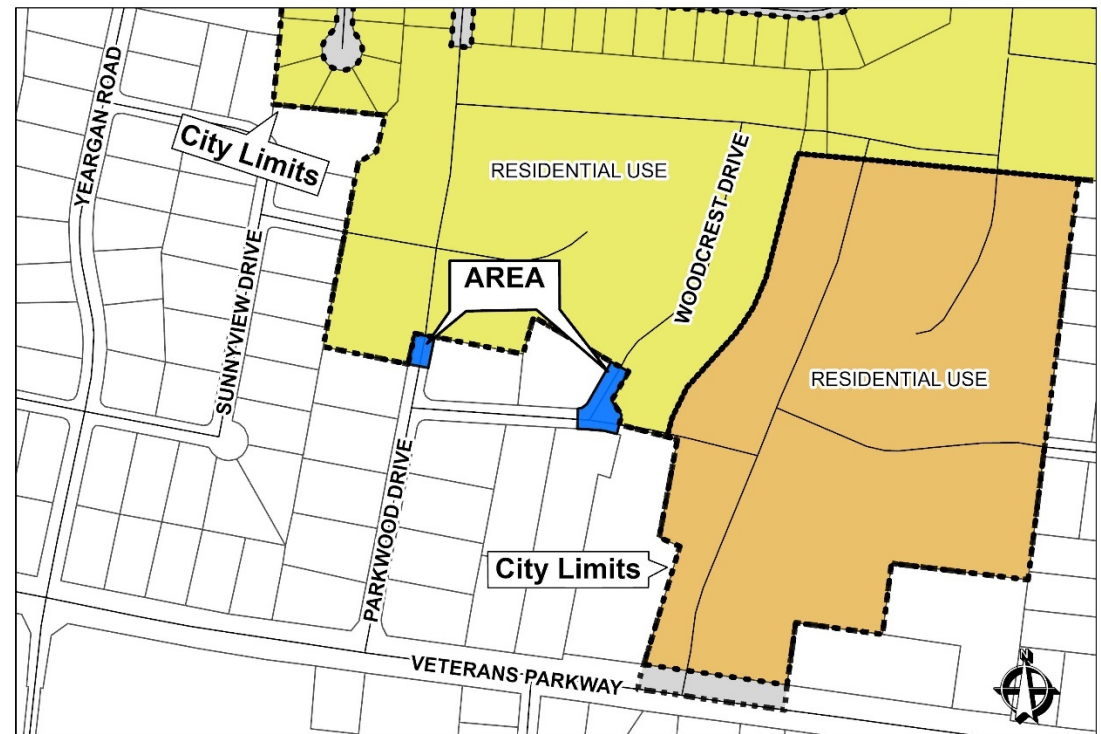 YEARGAN ROAD
City Limits
SUNNYVIEW DRIVE
RESIDENTIAL USE
WOODCREST DRIVE
AREA
RESIDENTIAL USE
PARKWOOD DRIVE
City Limits
VETERANS PARKWAY
N